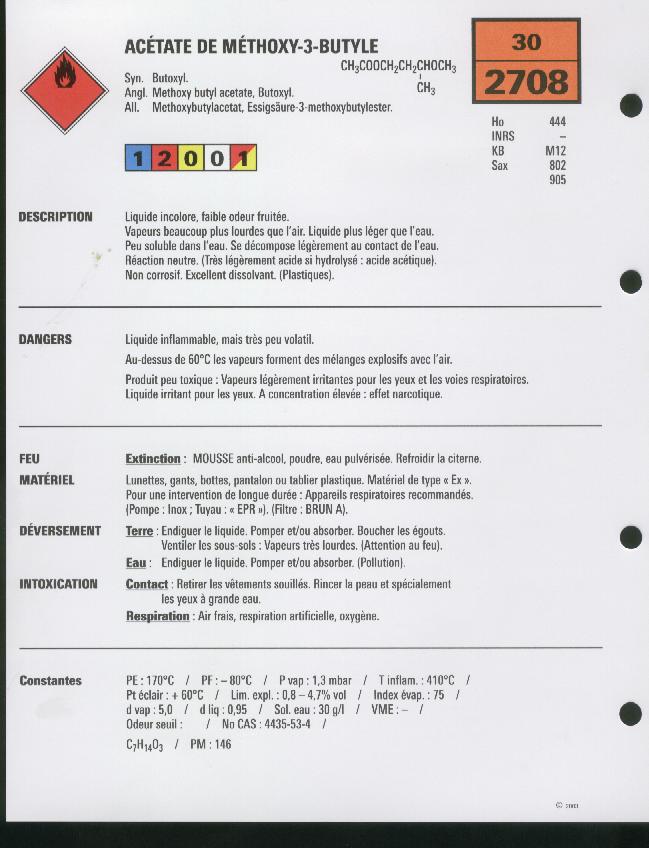 ACÉTATE DE MÉTHOXY-3-BUTYLE
CH3COOCH2CH2CHOCH3
CH3
Syn. Butoxyl.
Angl. Methoxy butyl acetate, Butoxyl.
All. Methoxybutylacetat, Essigsäure-3-methoxybutylester.
30
2708
Ho 444
INRS –
KB M12
Sax 802
905
1 2 0 0 1
DESCRIPTION
Liquide incolore, faible odeur fruitée.
Vapeurs beaucoup plus lourdes que l'air. Liquide plus léger que l'eau.
Peu soluble dans l'eau. Se décompose légèrement au contact de l'eau.
Réaction neutre. (Très légèrement acide si hydrolysé : acide acétique).
Non corrosif. Excellent dissolvant. (Plastiques).
DANGERS
Liquide inflammable, mais très peu volatil.
Au-dessus de 60°C les vapeurs forment des mélanges explosifs avec l'air.
Produit peu toxique : Vapeurs légèrement irritantes pour les yeux et les voies respiratoires.
Liquide irritant pour les yeux. A concentration élevée : effet narcotique.
FEU
Extinction : MOUSSE anti-alcool, poudre, eau pulvérisée. Refroidir la citerne.
MATÉRIEL
Lunettes, gants, bottes, pantalon ou tablier plastique. Matériel de type « Ex ».
Pour une intervention de longue durée : Appareils respiratoires recommandés.
(Pompe : Inox ; Tuyau : « EPR »). (Filtre : BRUN A).
DÉVERSEMENT
Terre : Endiguer le liquide. Pomper et/ou absorber. Boucher les égouts.
Ventiler les sous-sols : Vapeurs très lourdes. (Attention au feu).
Eau : Endiguer le liquide. Pomper et/ou absorber. (Pollution).
INTOXICATION
Contact : Retirer les vêtements souillés. Rincer la peau et spécialement
les yeux à grande eau.
Respiration : Air frais, respiration artificielle, oxygène.
Constantes
PE : 170°C / PF : – 80°C / P vap : 1,3 mbar / T inflam. : 410°C /
Pt éclair : + 60°C / Lim. expl. : 0,8 – 4,7% vol / Index évap. : 75 /
d vap : 5,0 / d liq : 0,95 / Sol. eau : 30 g/l / VME : – /
Odeur seuil : / No CAS : 4435-53-4 /
C7H14O3 / PM : 146
© 2003